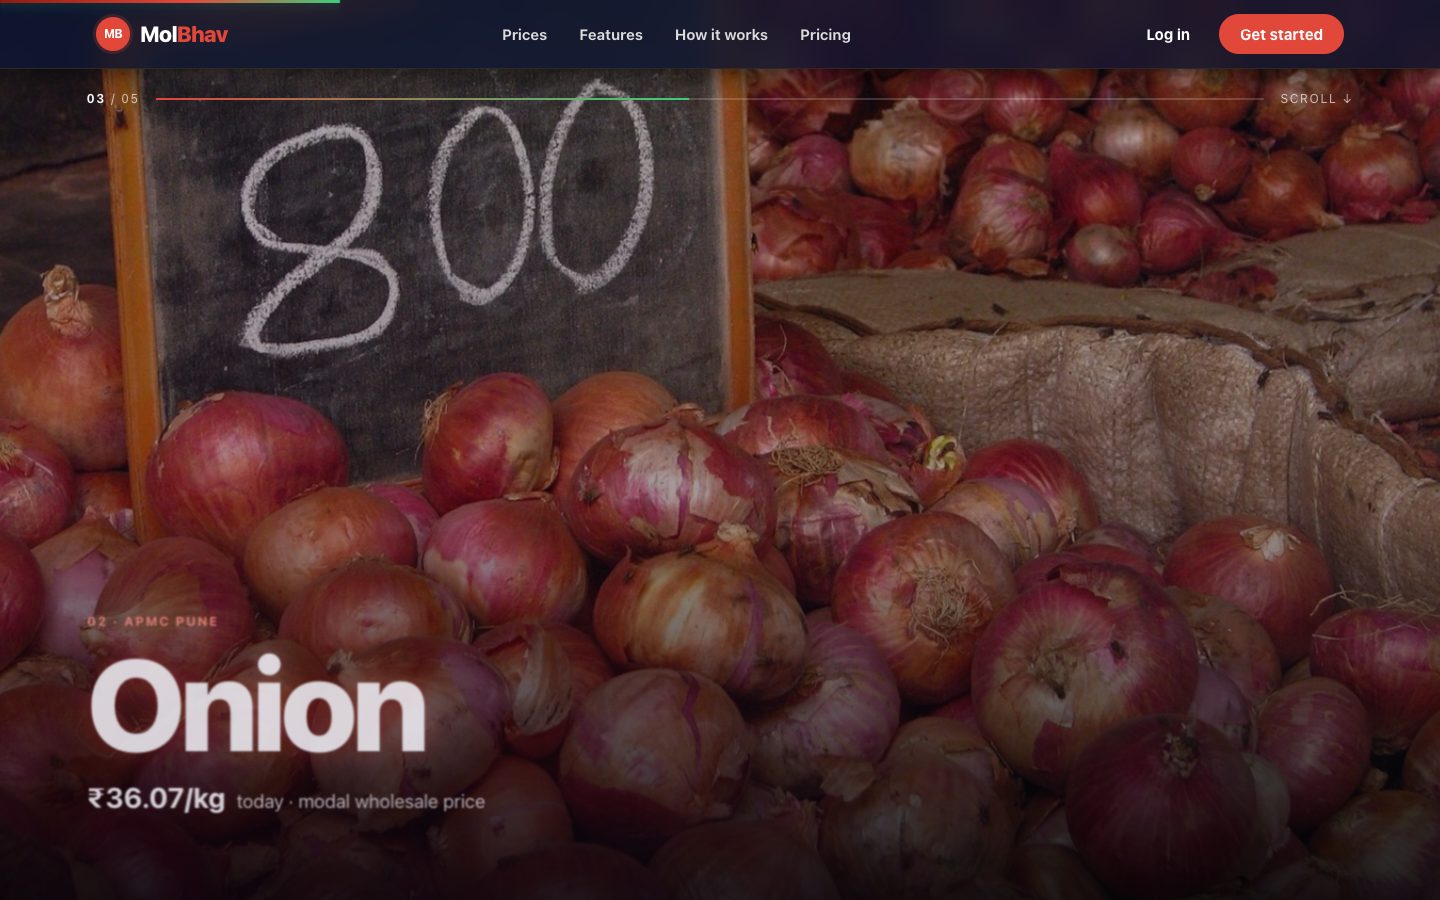 MB MolBhav Prices Features How it works Pricing Log in Get started
03 / 05 SCROLL ↓
800
02 · APMC PUNE
Onion
₹36.07/kg today · modal wholesale price